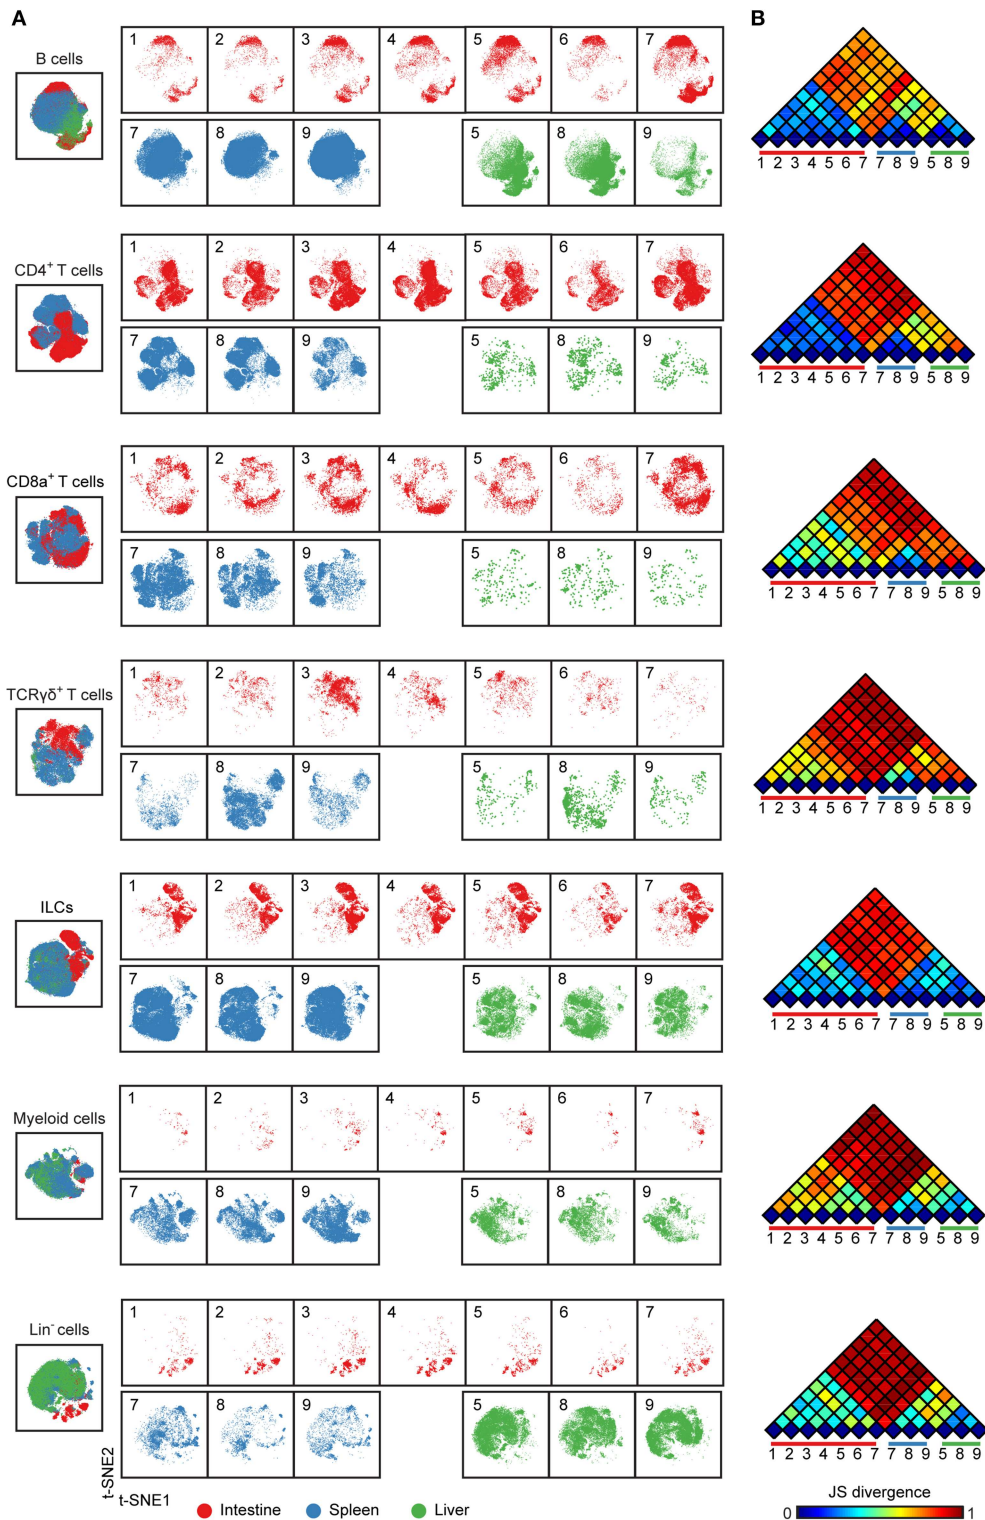 A
B
B cells
1 2 3 4 5 6 7
7 8 9 5 8 9
1 2 3 4 5 6 7 7 8 9 5 8 9
CD4+ T cells
1 2 3 4 5 6 7
7 8 9 5 8 9
1 2 3 4 5 6 7 7 8 9 5 8 9
CD8a+ T cells
1 2 3 4 5 6 7
7 8 9 5 8 9
1 2 3 4 5 6 7 7 8 9 5 8 9
TCRγδ+ T cells
1 2 3 4 5 6 7
7 8 9 5 8 9
1 2 3 4 5 6 7 7 8 9 5 8 9
ILCs
1 2 3 4 5 6 7
7 8 9 5 8 9
1 2 3 4 5 6 7 7 8 9 5 8 9
Myeloid cells
1 2 3 4 5 6 7
7 8 9 5 8 9
1 2 3 4 5 6 7 7 8 9 5 8 9
Lin- cells
1 2 3 4 5 6 7
7 8 9 5 8 9
1 2 3 4 5 6 7 7 8 9 5 8 9
t-SNE2
t-SNE1
Intestine Spleen Liver
JS divergence
0 1